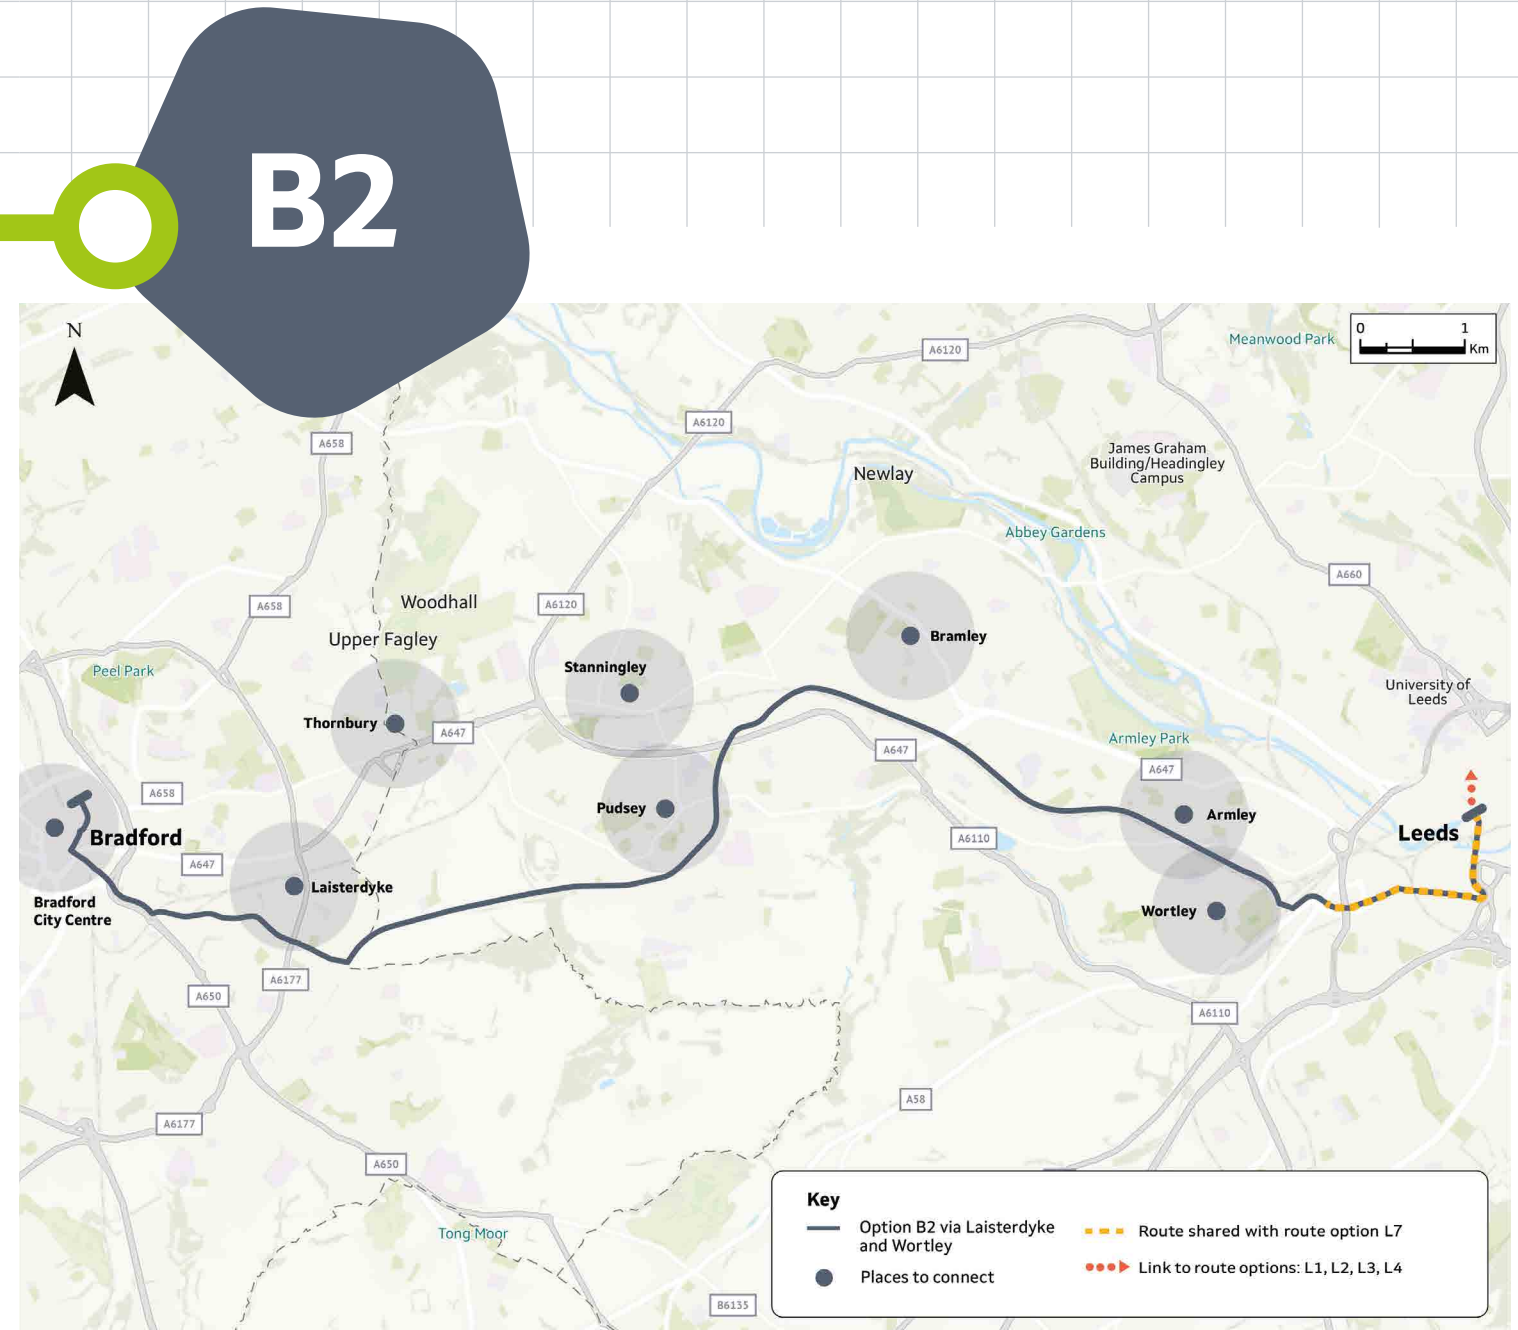 B2
N
0 1
Km
Meanwood Park
A6120
A6120
A658
James Graham
Building/Headingley
Campus
Newlay
Abbey Gardens
A660
A658
Woodhall
A6120
Upper Fagley
Bramley
Peel Park
Stanningley
University of
Leeds
Thornbury
A647
Armley Park
A647
A647
A658
Pudsey
Armley
Leeds
Bradford
A6110
A647
Laisterdyke
Bradford
City Centre
Wortley
A6177
A650
A6110
A58
A6177
A650
Tong Moor
B6135
Key
Option B2 via Laisterdyke
and Wortley
Places to connect
Route shared with route option L7
Link to route options: L1, L2, L3, L4